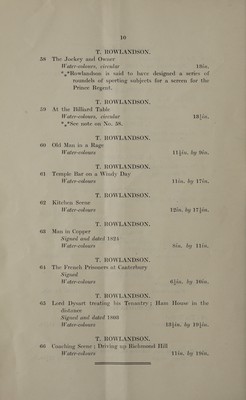 10
T. ROWLANDSON.
58 The Jockey and Owner
Water-colours, circular 18in.
*⁎*Rowlandson is said to have designed a series of
roundels of sporting subjects for a screen for the
Prince Regent.
T. ROWLANDSON.
59 At the Billiard Table
Water-colours, circular 18¼in.
*⁎*See note on No. 58.
T. ROWLANDSON.
60 Old Man in a Rage
Water-colours 11¼in. by 9in.
T. ROWLANDSON.
61 Temple Bar on a Windy Day
Water-colours 11in. by 17in.
T. ROWLANDSON.
62 Kitchen Scene
Water-colours 12in. by 17½in.
T. ROWLANDSON.
63 Man in Copper
Signed and dated 1824
Water-colours 8in. by 11in.
T. ROWLANDSON.
64 The French Prisoners at Canterbury
Signed
Water-colours 6½in. by 16in.
T. ROWLANDSON.
65 Lord Dysart treating his Tenantry; Ham House in the
distance
Signed and dated 1800
Water-colours 13½in. by 19½in.
T. ROWLANDSON.
66 Coaching Scene; Driving up Richmond Hill
Water-colours 11in. by 19in.